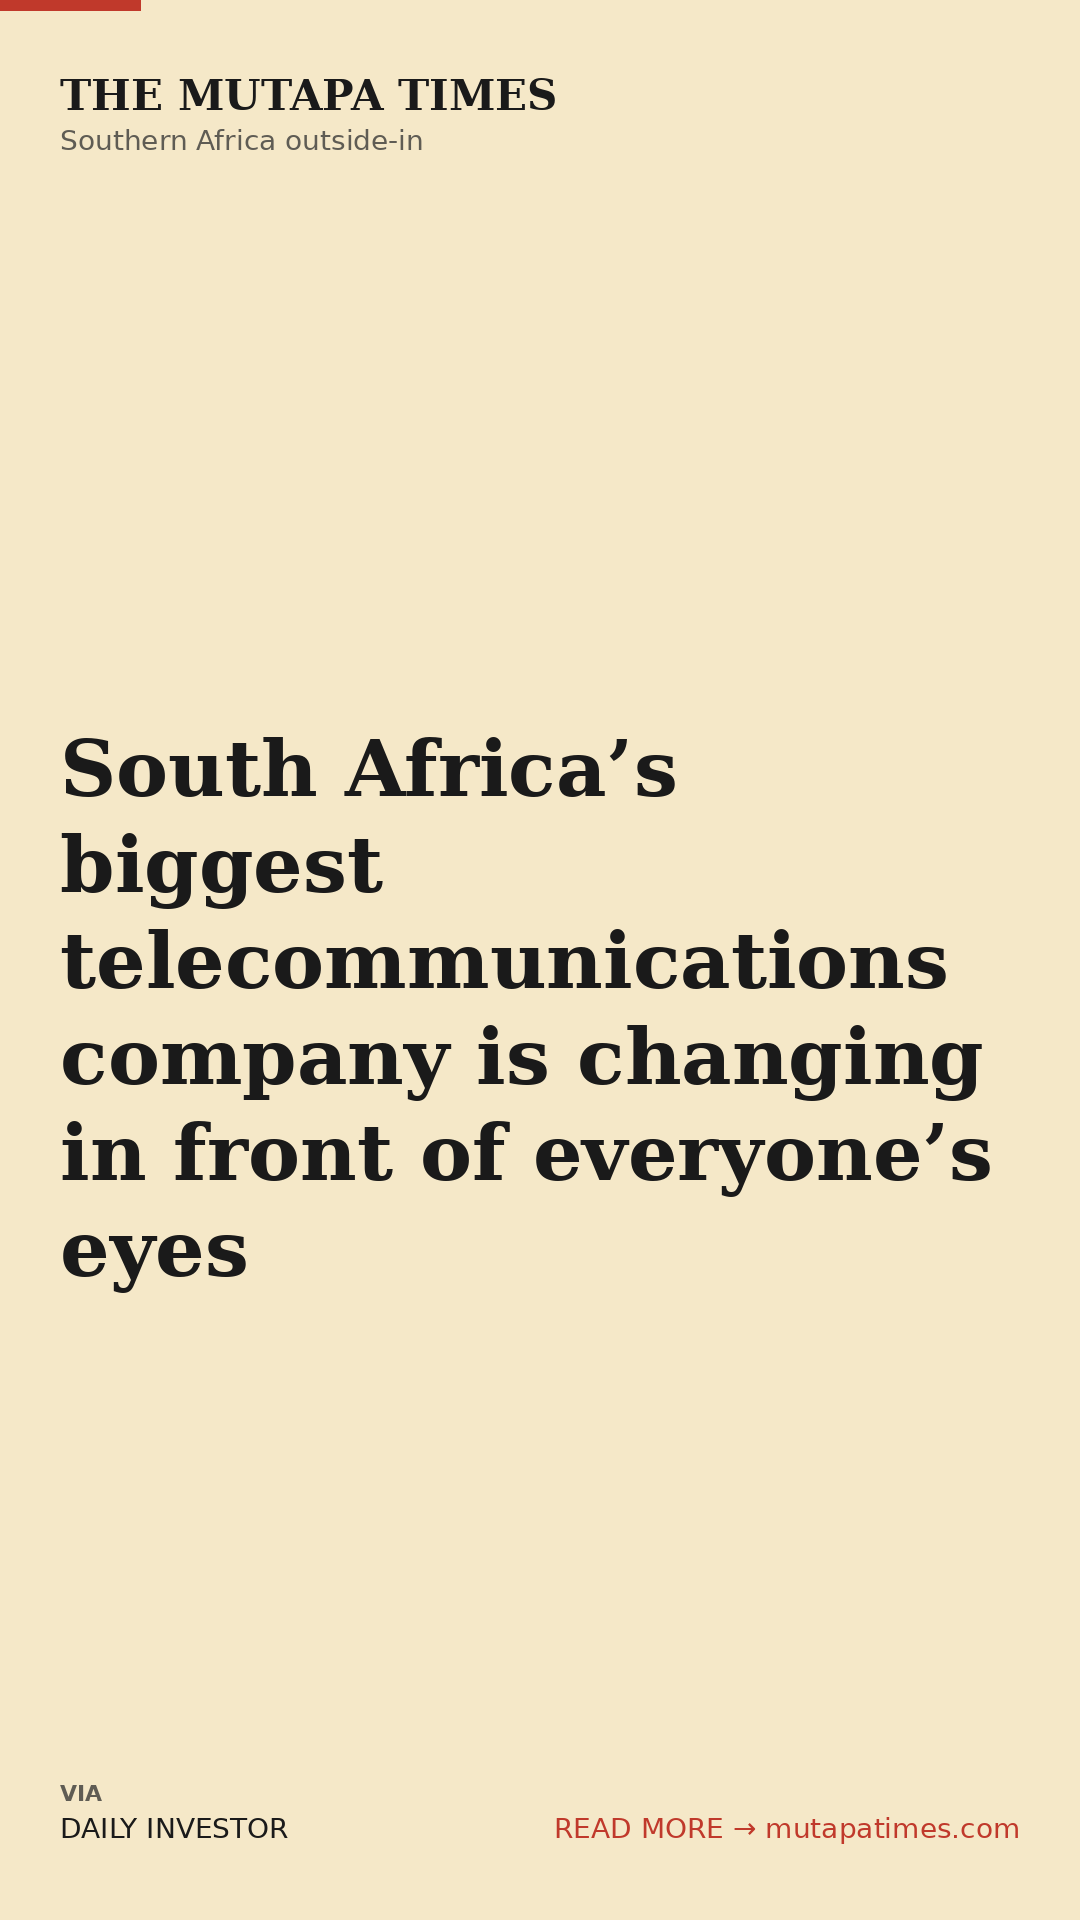 THE MUTAPA TIMES
Southern Africa outside-in
South Africa’s
biggest
telecommunications
company is changing
in front of everyone’s
eyes
VIA
DAILY INVESTOR
READ MORE → mutapatimes.com